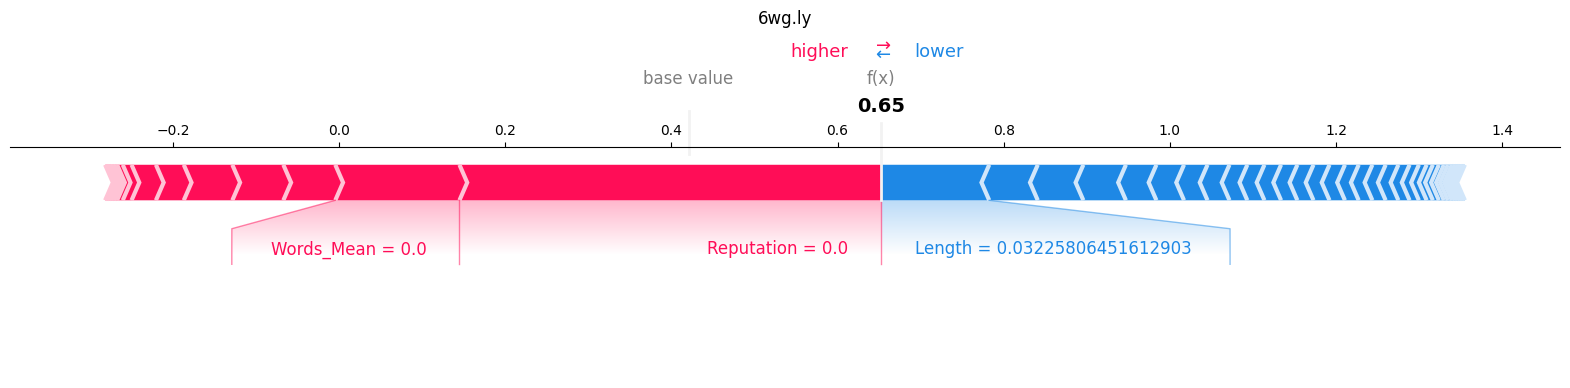 6wg.ly
higher ⇄ lower
base value f(x)
0.65
−0.2 0.0 0.2 0.4 0.6 0.8 1.0 1.2 1.4
Words_Mean = 0.0 Reputation = 0.0 Length = 0.03225806451612903